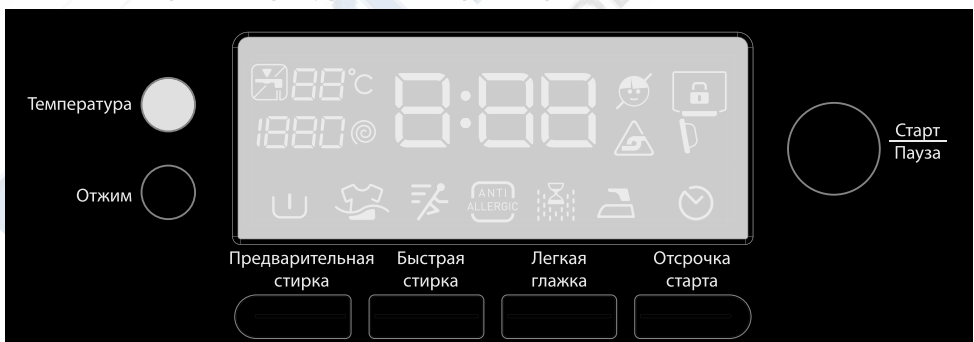 88°C
8:88
1880
Температура
Отжим
ANTI
ALLERGIC
Старт
Пауза
Предварительная
стирка
Быстрая
стирка
Легкая
глажка
Отсрочка
старта